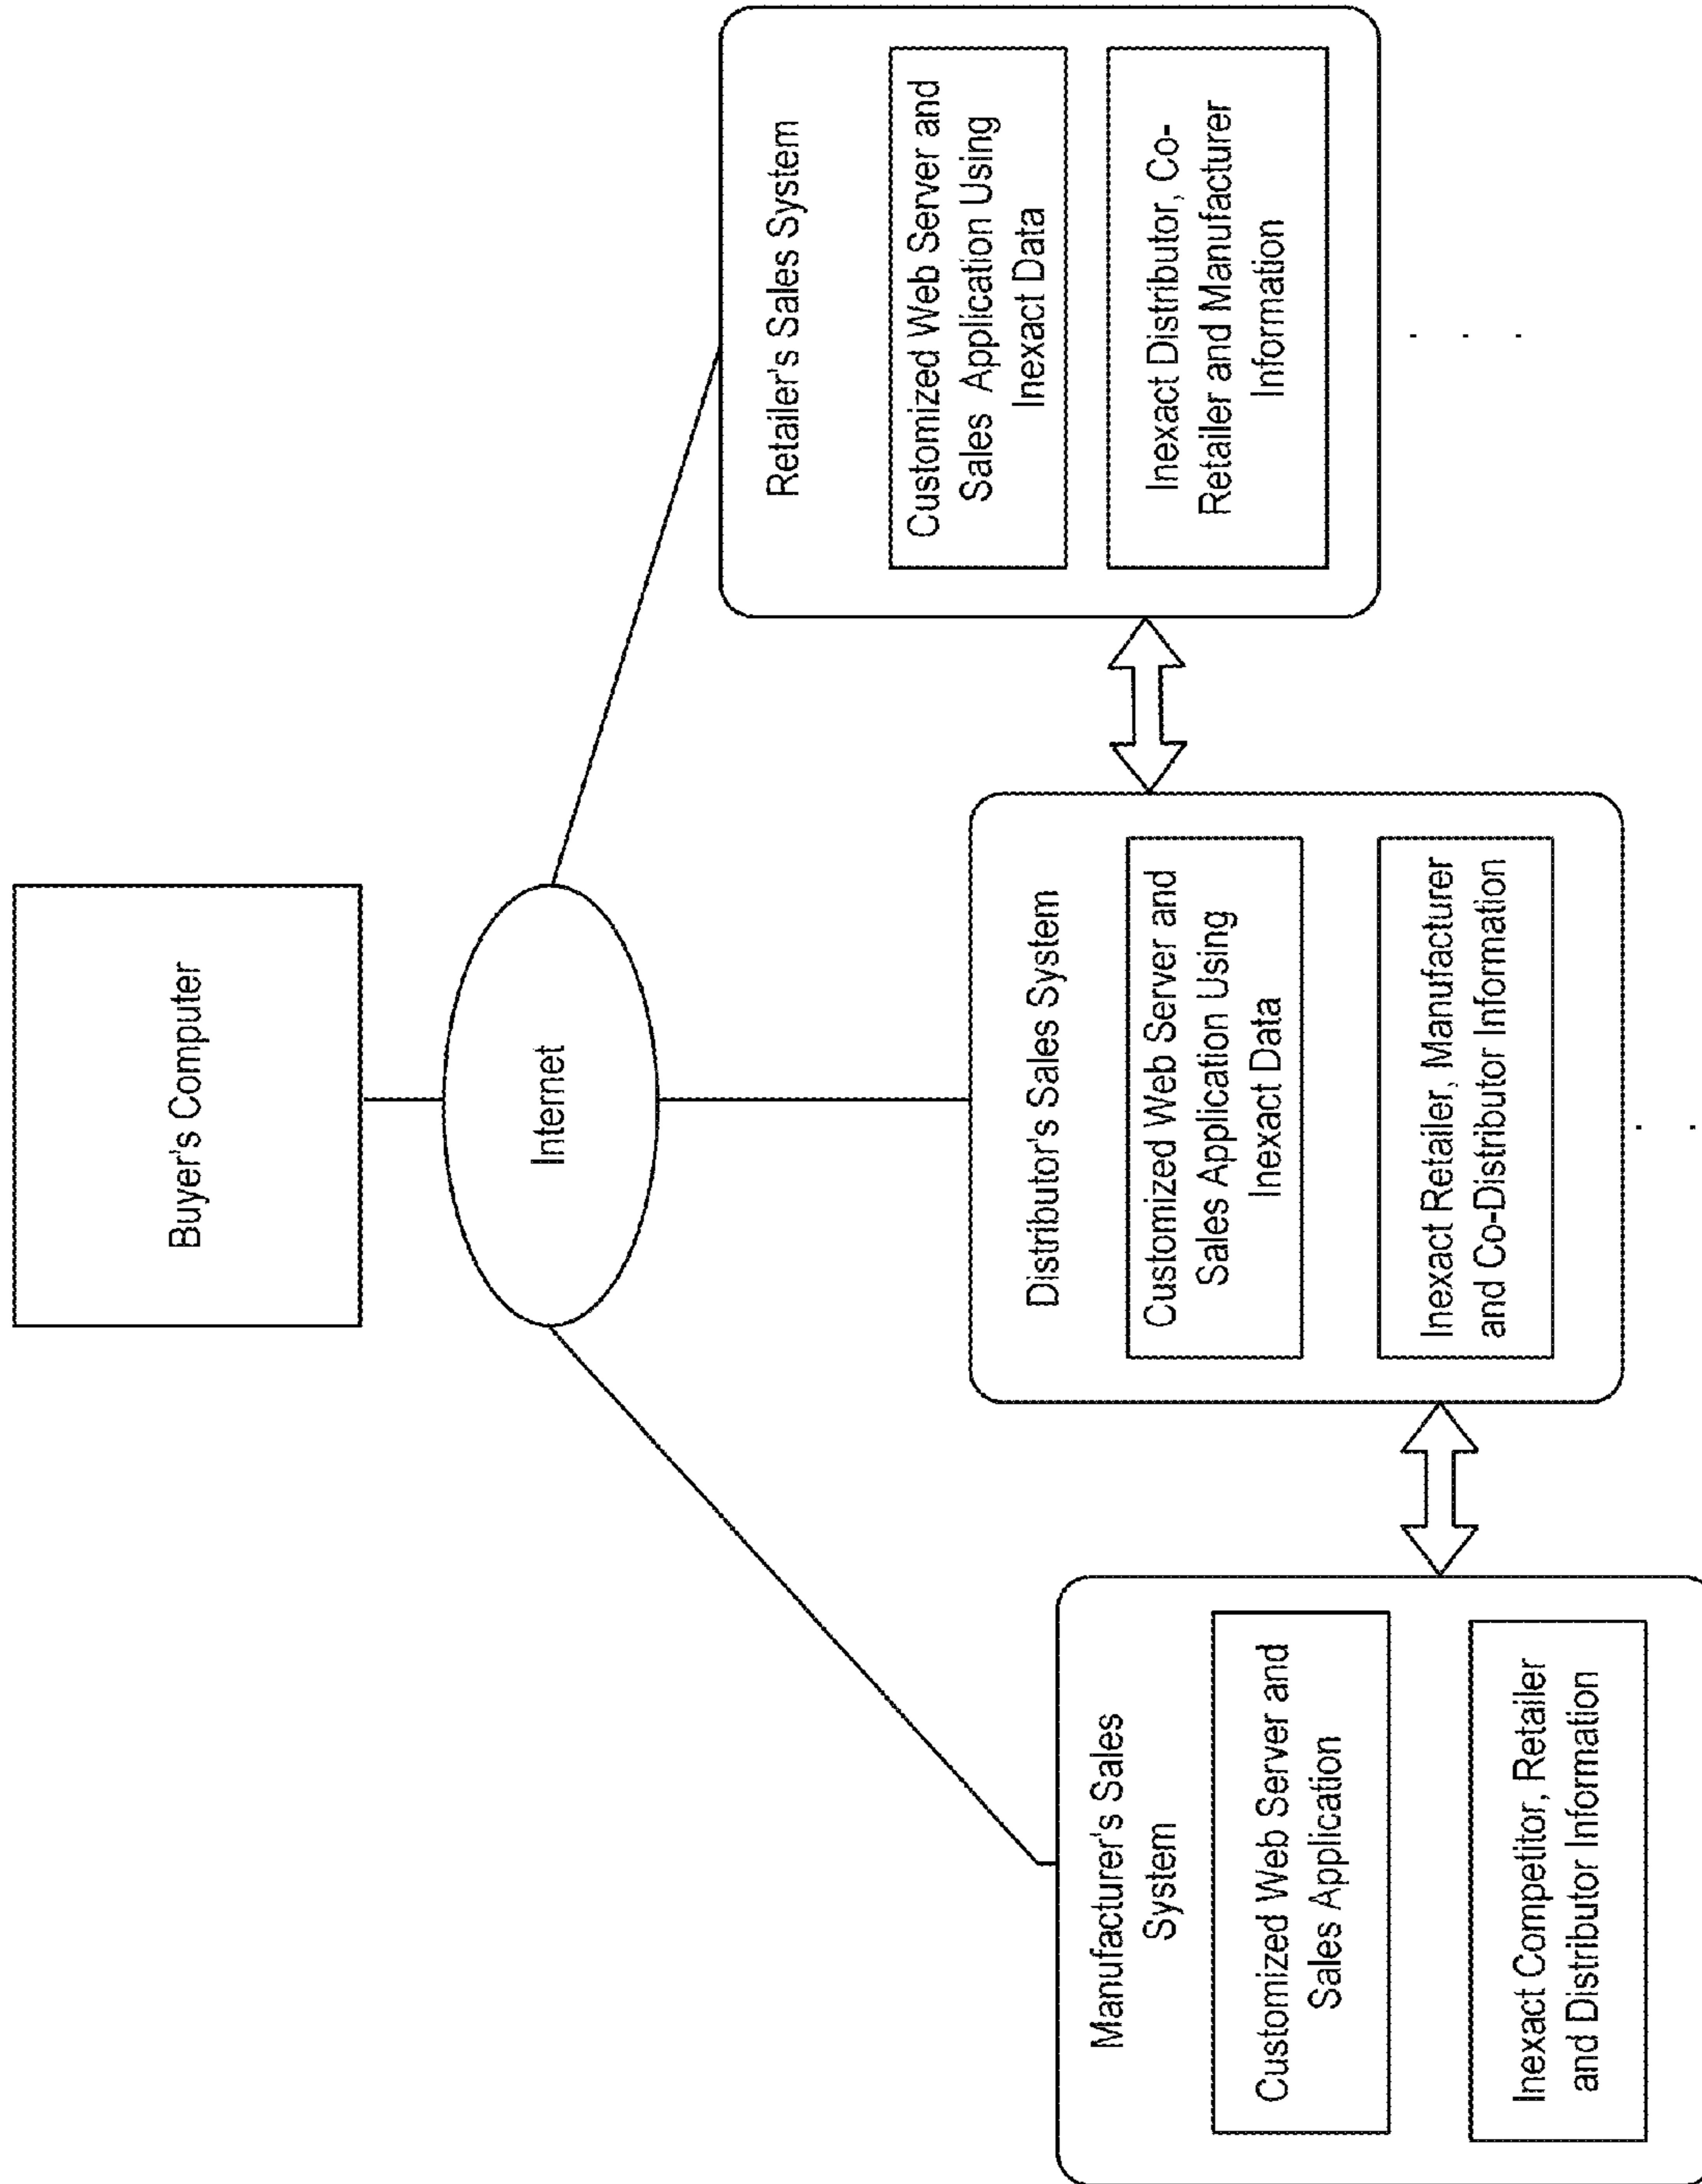 Buyer's Computer
Internet
Manufacturer's Sales
System
Customized Web Server and
Sales Application
Inexact Competitor, Retailer
and Distributor Information
Distributor's Sales System
Customized Web Server and
Sales Application Using
Inexact Data
Inexact Retailer, Manufacturer
and Co-Distributor Information
Retailer's Sales System
Customized Web Server and
Sales Application Using
Inexact Data
Inexact Distributor, Co-
Retailer and Manufacturer
Information